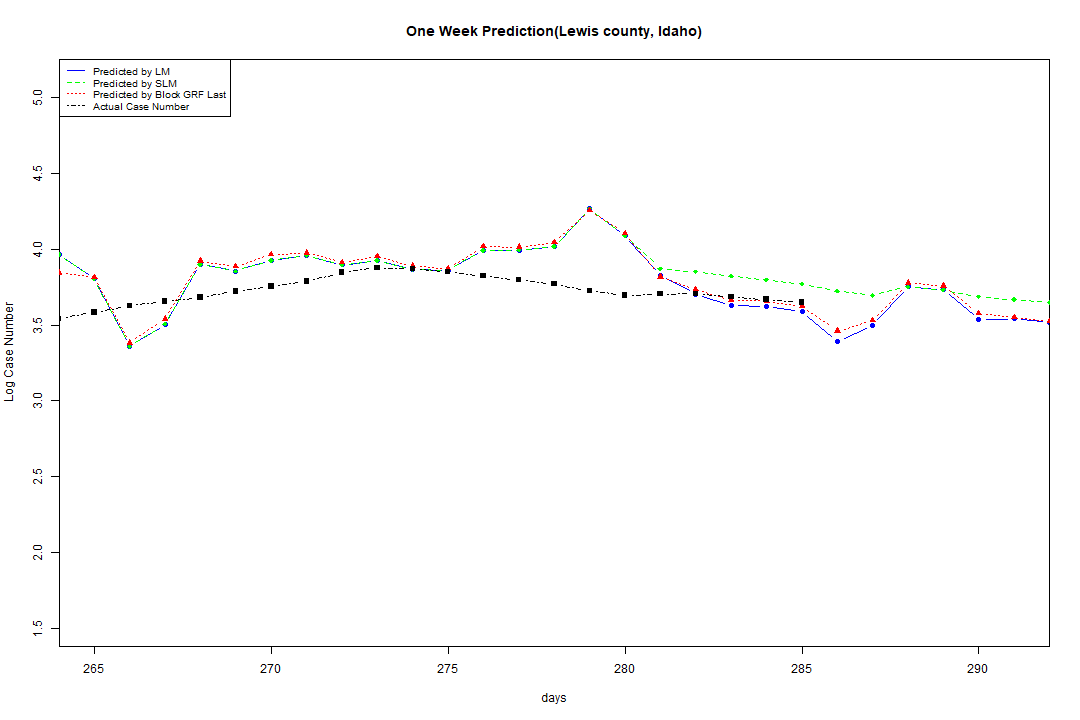 One Week Prediction(Lewis county, Idaho)
Predicted by LM
Predicted by SLM
Predicted by Block GRF Last
Actual Case Number
Log Case Number
5.0
4.5
4.0
3.5
3.0
2.5
2.0
1.5
265 270 275 280 285 290
days